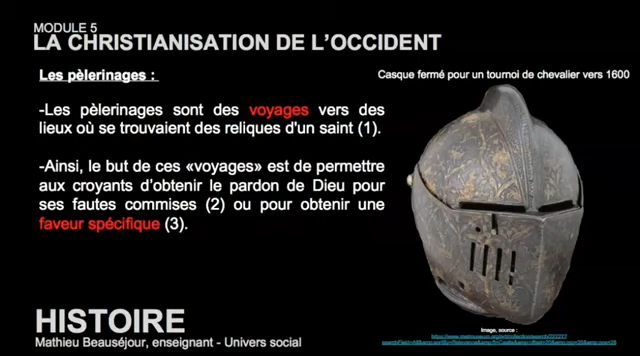 MODULE 5
LA CHRISTIANISATION DE L’OCCIDENT
Les pèlerinages :
Casque fermé pour un tournoi de chevalier vers 1600
-Les pèlerinages sont des voyages vers des
lieux où se trouvaient des reliques d'un saint (1).
-Ainsi, le but de ces «voyages» est de permettre
aux croyants d’obtenir le pardon de Dieu pour
ses fautes commises (2) ou pour obtenir une
faveur spécifique (3).
HISTOIRE
Mathieu Beauséjour, enseignant - Univers social
Image, source :